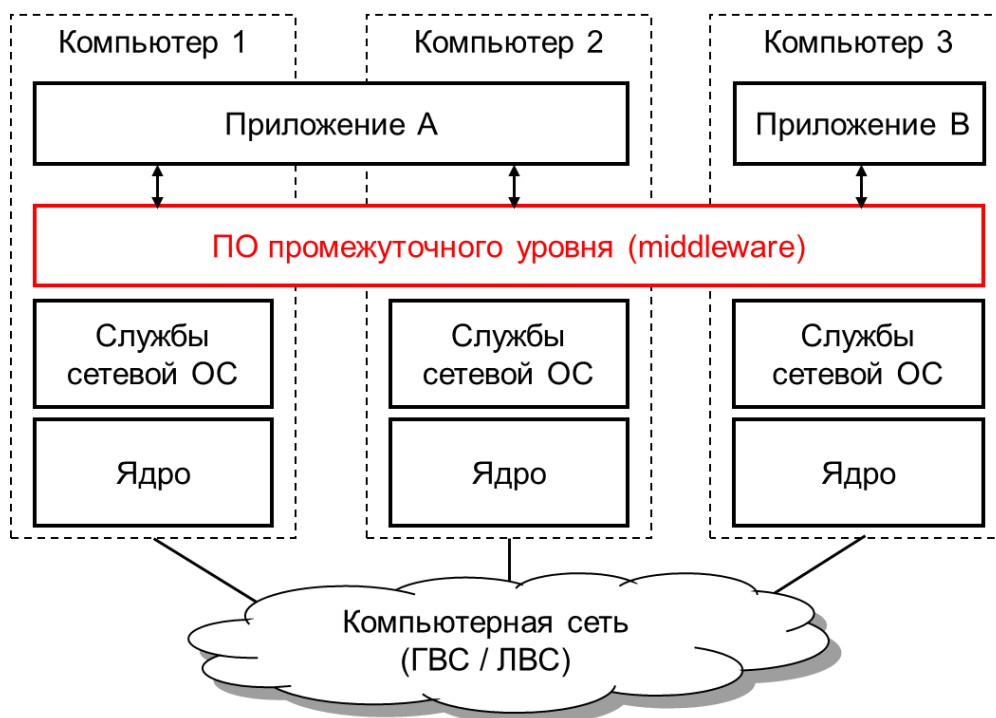 Компьютер 1
Компьютер 2
Компьютер 3
Приложение А
Приложение В
ПО промежуточного уровня (middleware)
Службы
сетевой ОС
Службы
сетевой ОС
Службы
сетевой ОС
Ядро
Ядро
Ядро
Компьютерная сеть
(ГВС / ЛВС)